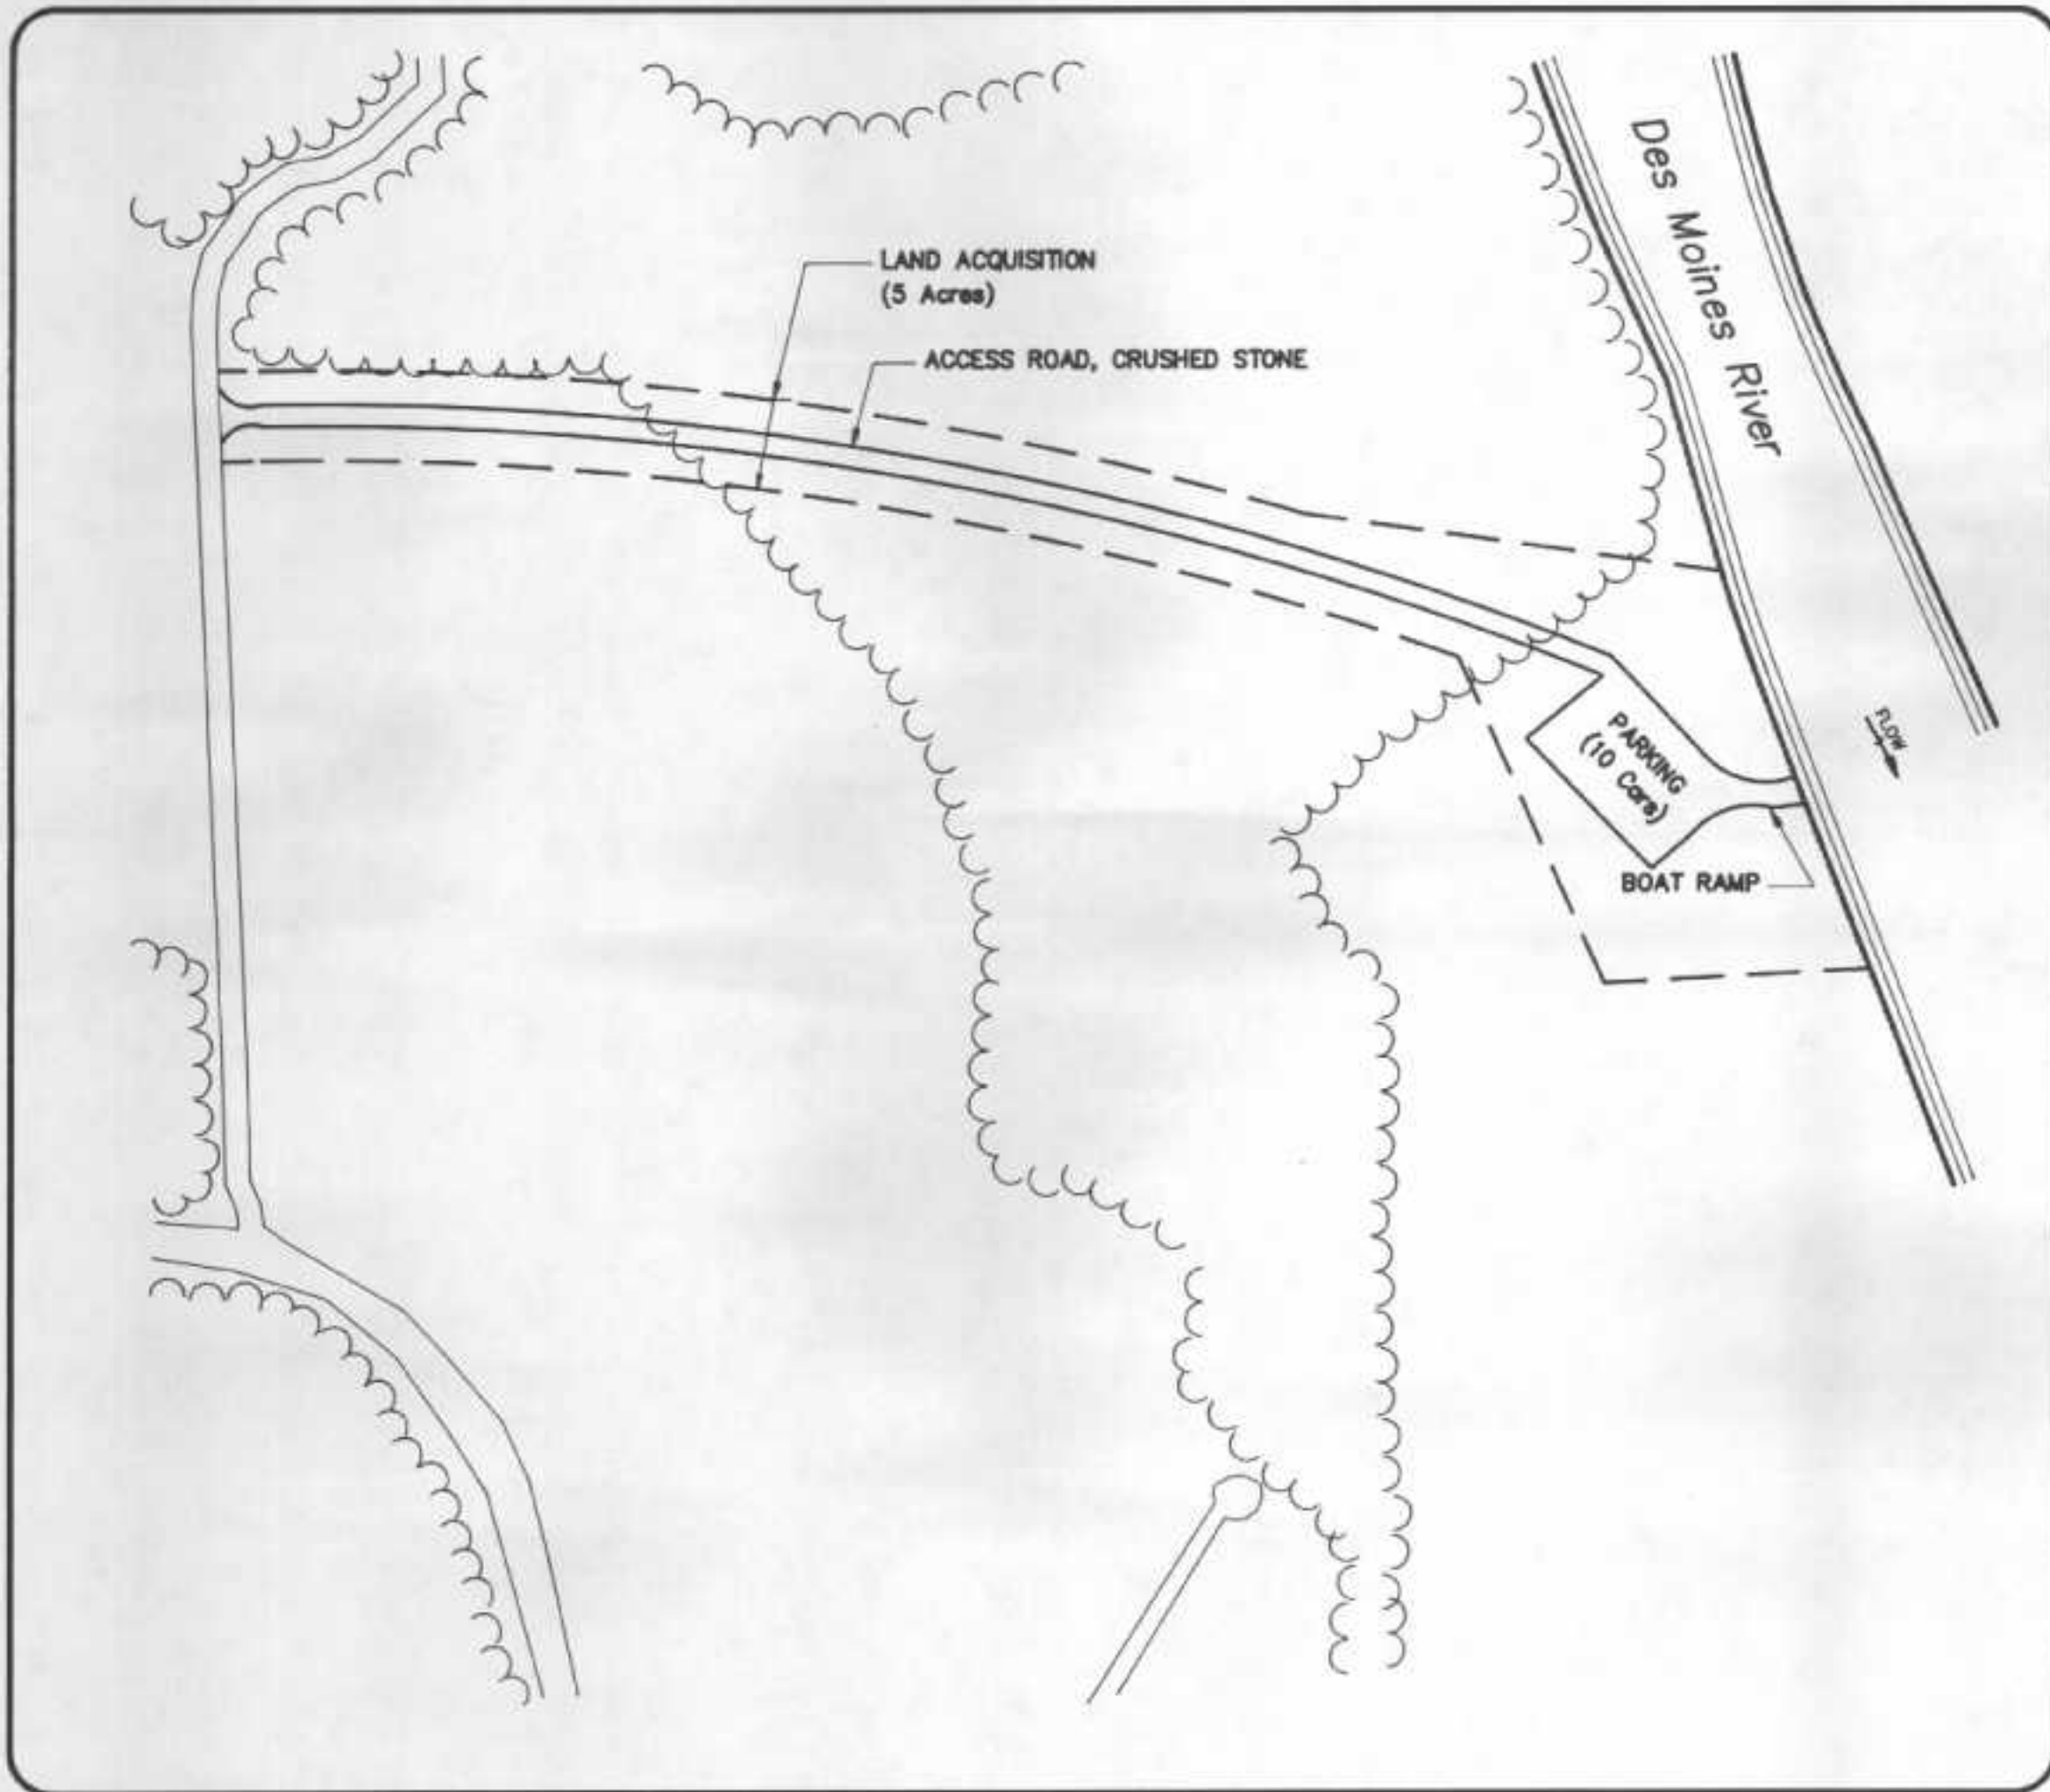 LAND ACQUISITION
(5 Acres)
ACCESS ROAD, CRUSHED STONE
Des Moines River
FLOW
PARKING
(10 Cars)
BOAT RAMP